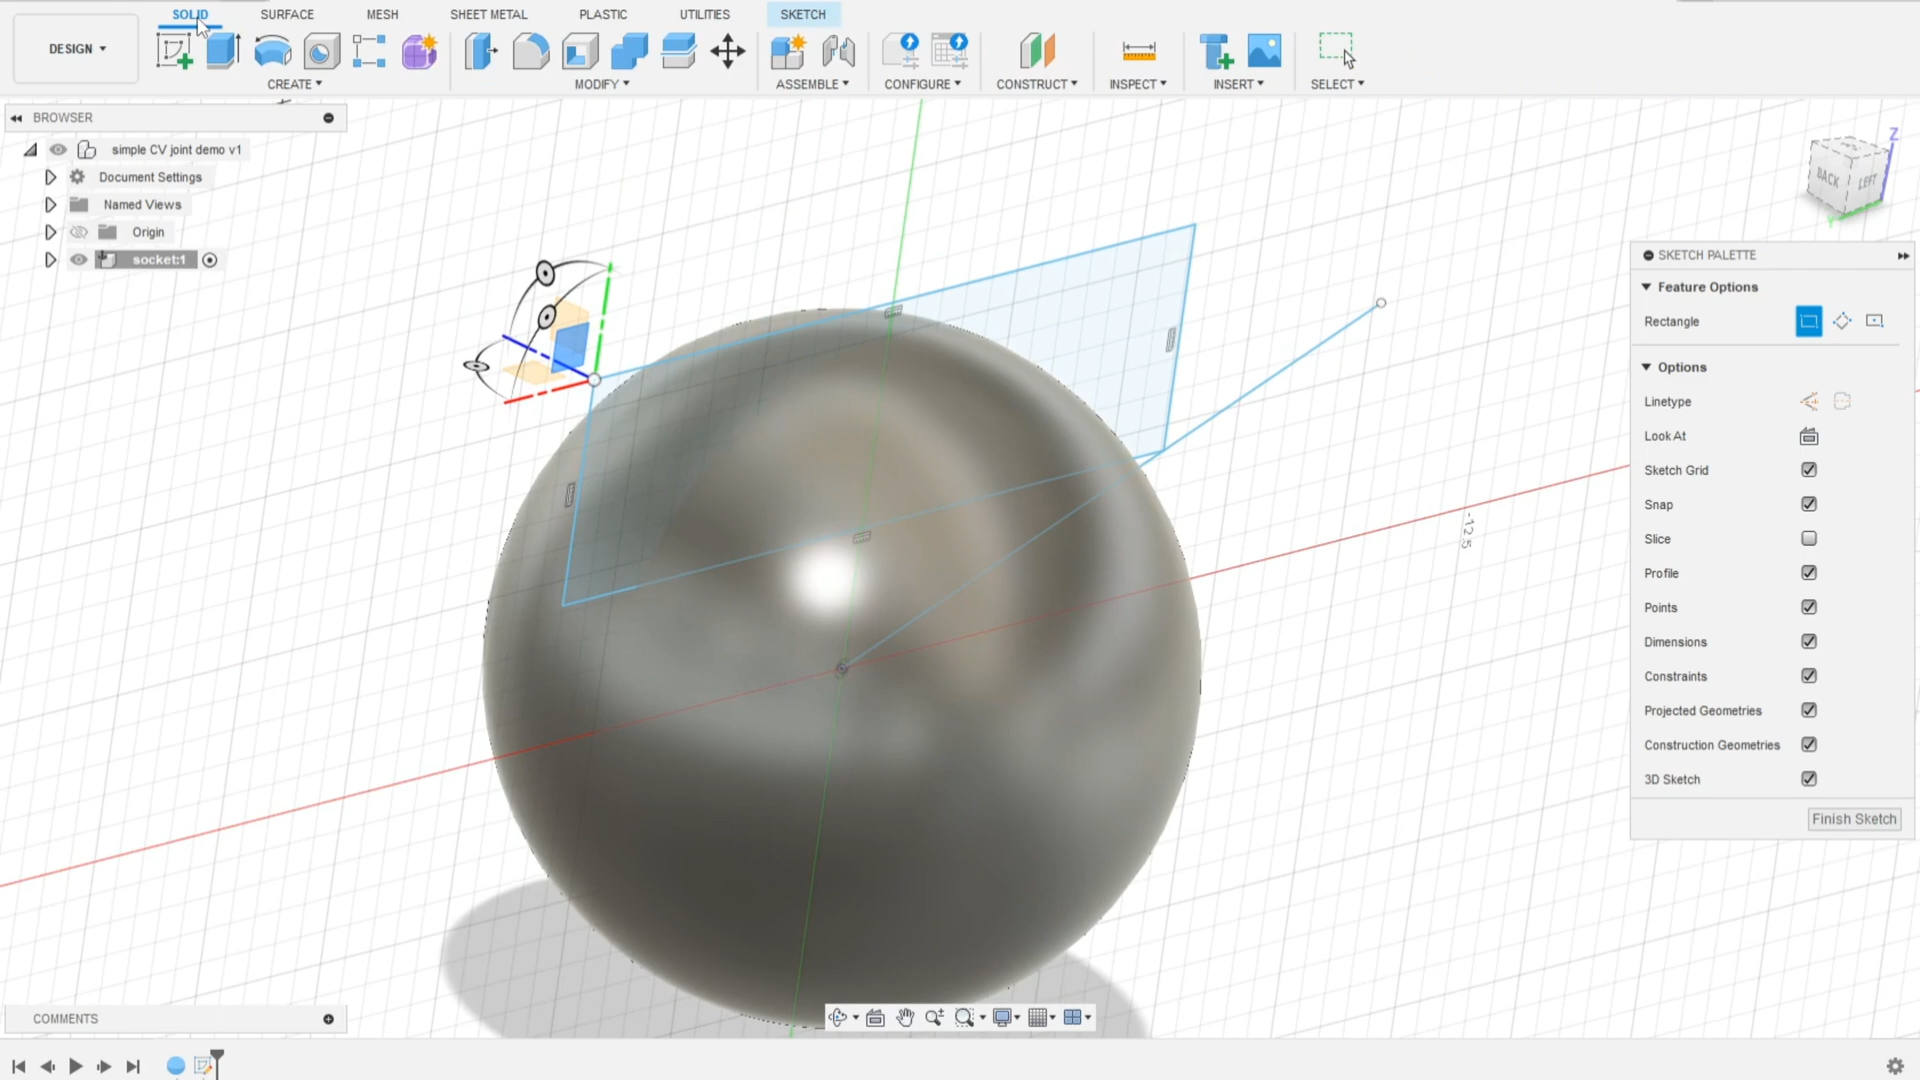 SOLID SURFACE MESH SHEET METAL PLASTIC UTILITIES SKETCH
DESIGN
CREATE MODIFY ASSEMBLE CONFIGURE CONSTRUCT INSPECT INSERT SELECT
BROWSER
simple CV joint demo v1
Document Settings
Named Views
Origin
socket:1
Z
BACK LEFT
Y
-12.5
SKETCH PALETTE
Feature Options
Rectangle
Options
Linetype
Look At
Sketch Grid
Snap
Slice
Profile
Points
Dimensions
Constraints
Projected Geometries
Construction Geometries
3D Sketch
Finish Sketch
COMMENTS